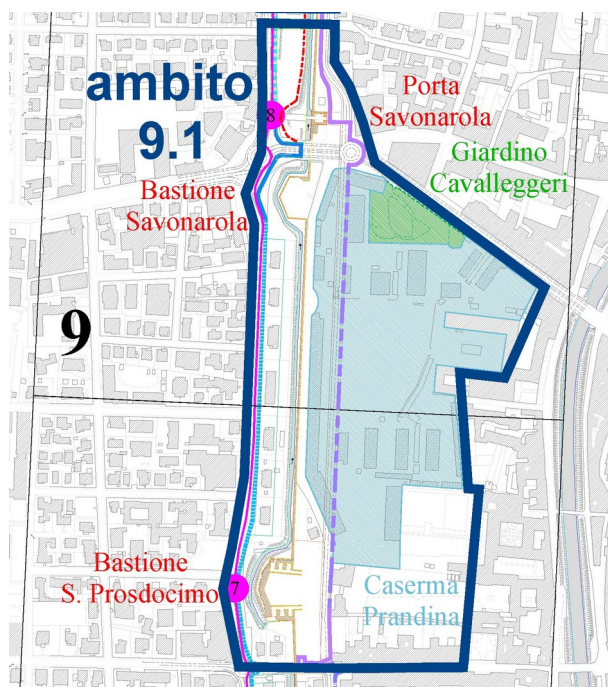 ambito
9.1
8
Porta
Savonarola
Giardino
Cavalleggeri
Bastione
Savonarola
9
Bastione
S. Prosdocimo
7
Caserma
Prandina